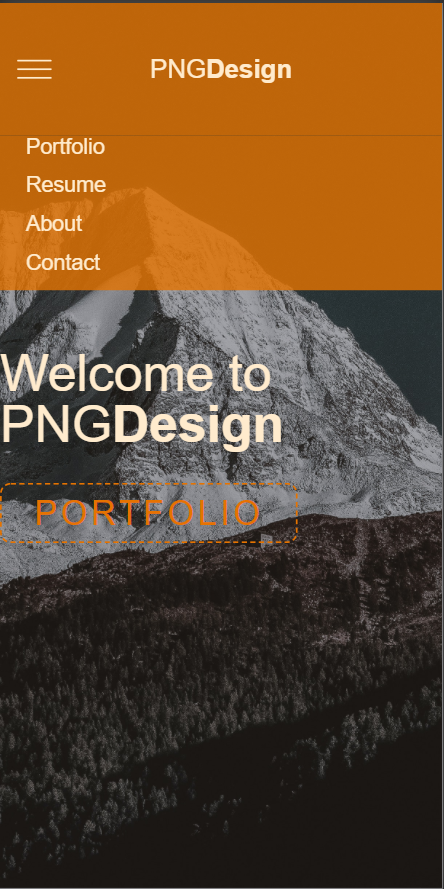 PNGDesign
Portfolio
Resume
About
Contact
Welcome to
PNGDesign
PORTFOLIO